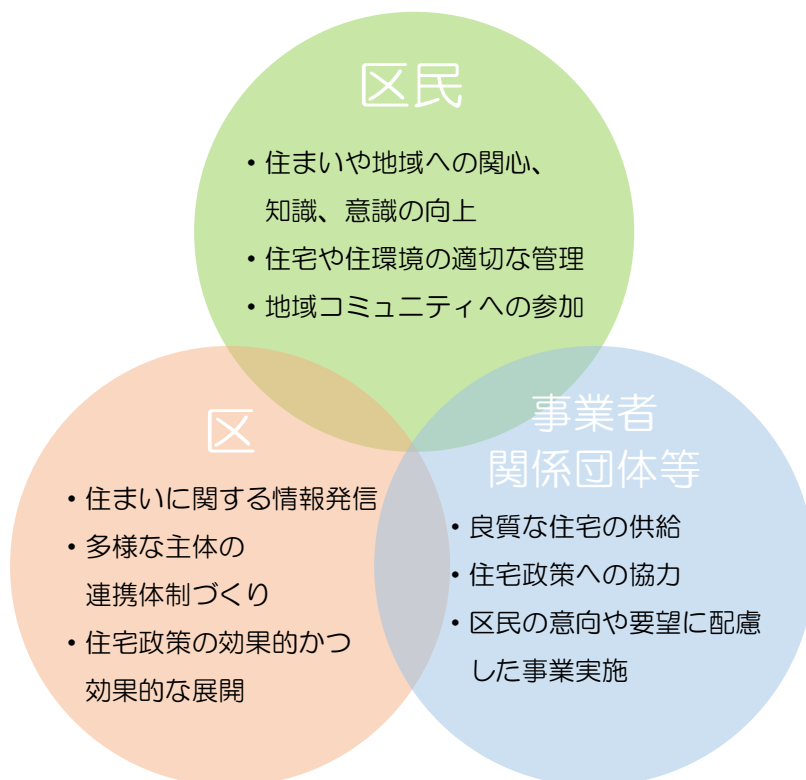 区民
・住まいや地域への関心、
知識、意識の向上
・住宅や住環境の適切な管理
・地域コミュニティへの参加
区
・住まいに関する情報発信
・多様な主体の
連携体制づくり
・住宅政策の効果的かつ
効果的な展開
事業者
関係団体等
・良質な住宅の供給
・住宅政策への協力
・区民の意向や要望に配慮
した事業実施